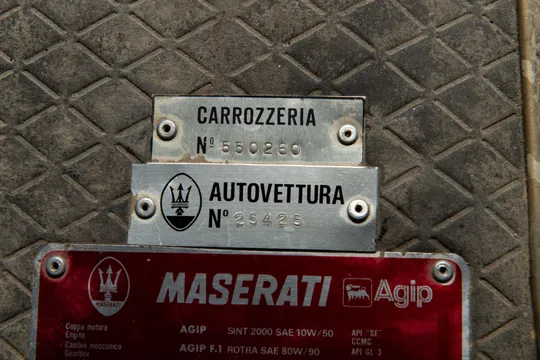 CARROZZERIA
Nº 550260
AUTOVETTURA
Nº 25425
MASERATI Agip
MASERATI
Coppa motore AGIP SINT 2000 SAE 10W/50 API "SE"
Engine CCMC
Cambio meccanico AGIP F.1 ROTRA SAE 80W/90 API GL 3
Gearbox